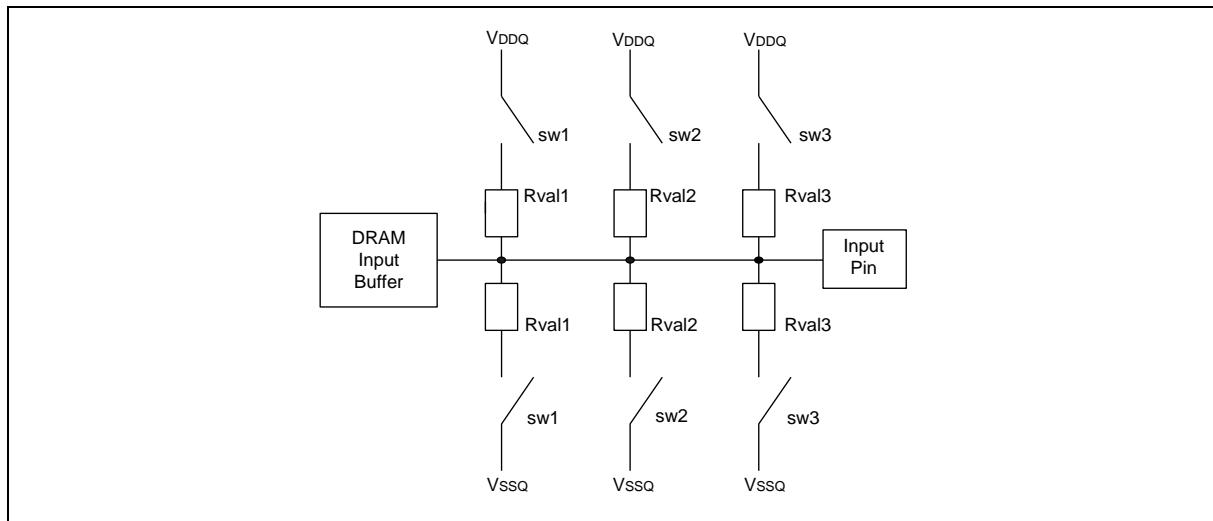 VDDQ VDDQ VDDQ
sw1 sw2 sw3
Rval1 Rval2 Rval3
DRAM
Input
Buffer
Input
Pin
Rval1 Rval2 Rval3
sw1 sw2 sw3
VSSQ VSSQ VSSQ